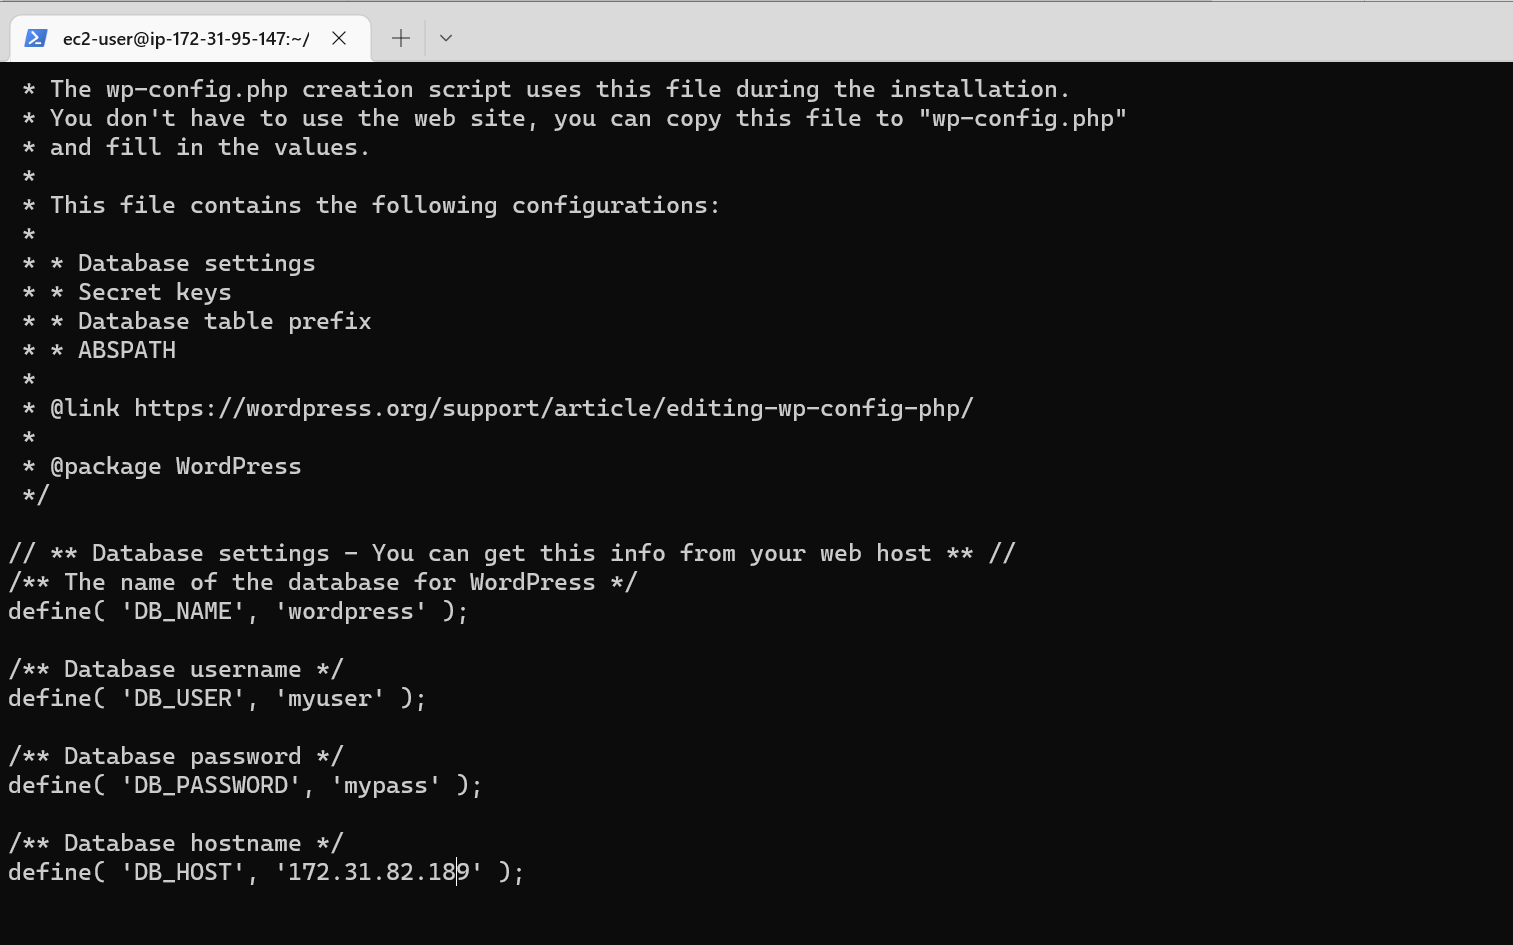 ec2-user@ip-172-31-95-147:~/
* The wp-config.php creation script uses this file during the installation.
* You don't have to use the web site, you can copy this file to "wp-config.php"
* and fill in the values.
*
* This file contains the following configurations:
*
* * Database settings
* * Secret keys
* * Database table prefix
* * ABSPATH
*
* @link https://wordpress.org/support/article/editing-wp-config-php/
*
* @package WordPress
*/
// ** Database settings - You can get this info from your web host ** //
/** The name of the database for WordPress */
define( 'DB_NAME', 'wordpress' );
/** Database username */
define( 'DB_USER', 'myuser' );
/** Database password */
define( 'DB_PASSWORD', 'mypass' );
/** Database hostname */
define( 'DB_HOST', '172.31.82.189' );